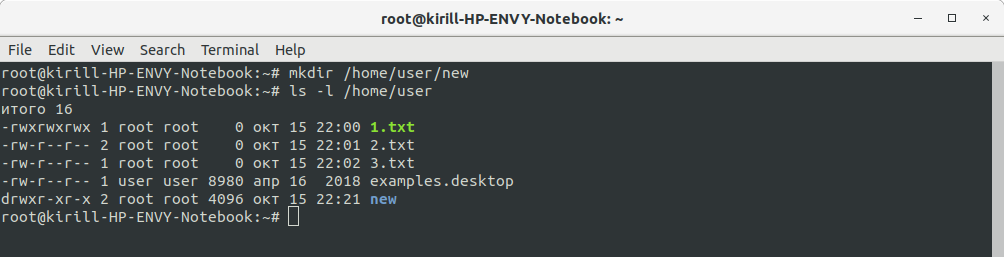 root@kirill-HP-ENVY-Notebook: ~
File Edit View Search Terminal Help
root@kirill-HP-ENVY-Notebook:~# mkdir /home/user/new
root@kirill-HP-ENVY-Notebook:~# ls -l /home/user
итого 16
-rwxrwxrwx 1 root root    0 окт 15 22:00 1.txt
-rw-r--r-- 2 root root    0 окт 15 22:01 2.txt
-rw-r--r-- 1 root root    0 окт 15 22:02 3.txt
-rw-r--r-- 1 user user 8980 апр 16  2018 examples.desktop
drwxr-xr-x 2 root root 4096 окт 15 22:21 new
root@kirill-HP-ENVY-Notebook:~#